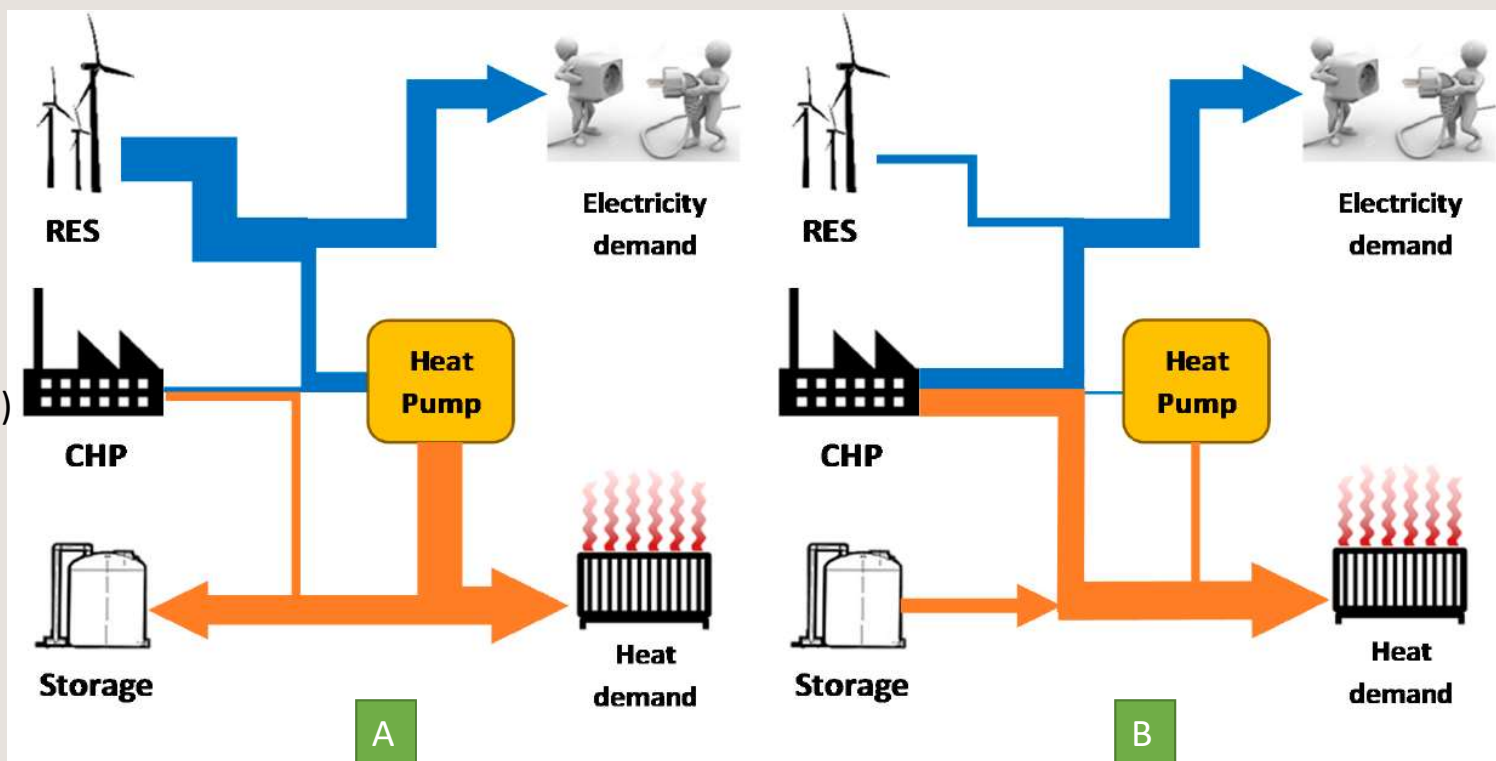 RES
Electricity
demand
Heat
Pump
)
CHP
Storage
Heat
demand
A
RES
Electricity
demand
Heat
Pump
CHP
Storage
Heat
demand
B